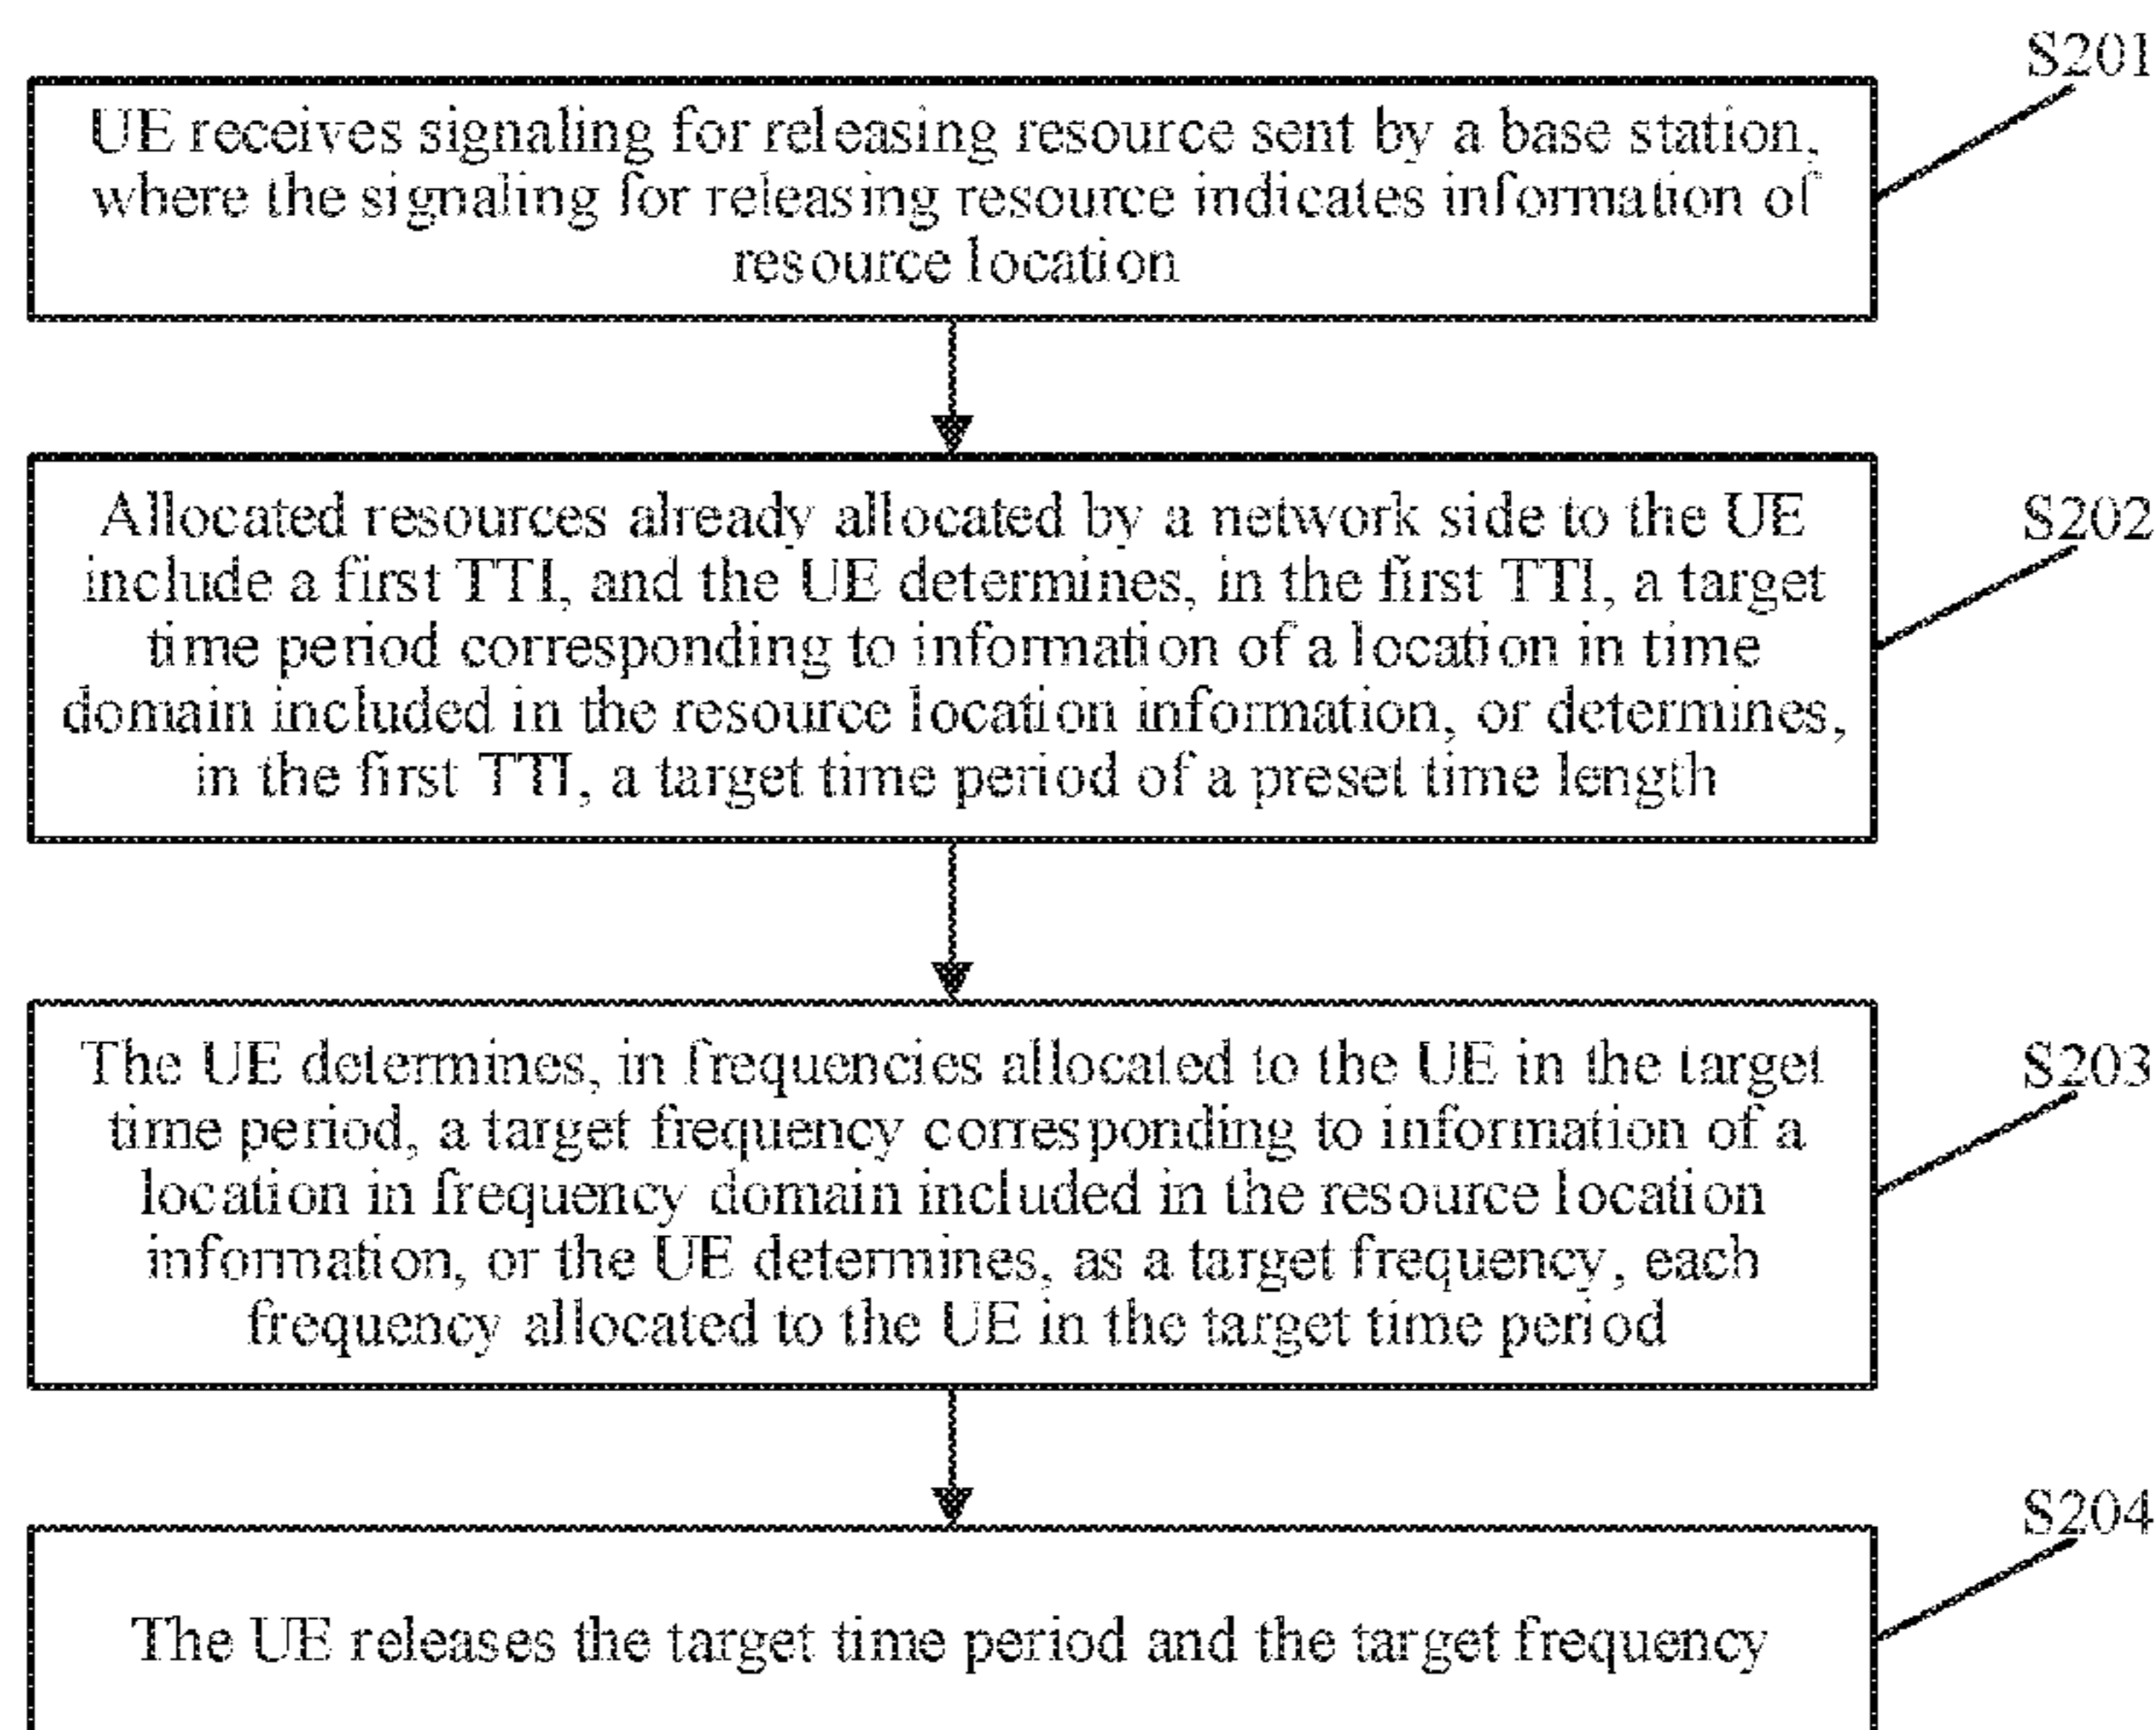 S201
UE receives signaling for releasing resource sent by a base station,
where the signaling for releasing resource indicates information of
resource location
S202
Allocated resources already allocated by a network side to the UE
include a first TTI, and the UE determines, in the first TTI, a target
time period corresponding to information of a location in time
domain included in the resource location information, or determines,
in the first TTI, a target time period of a preset time length
S203
The UE determines, in frequencies allocated to the UE in the target
time period, a target frequency corresponding to information of a
location in frequency domain included in the resource location
information, or the UE determines, as a target frequency, each
frequency allocated to the UE in the target time period
S204
The UE releases the target time period and the target frequency